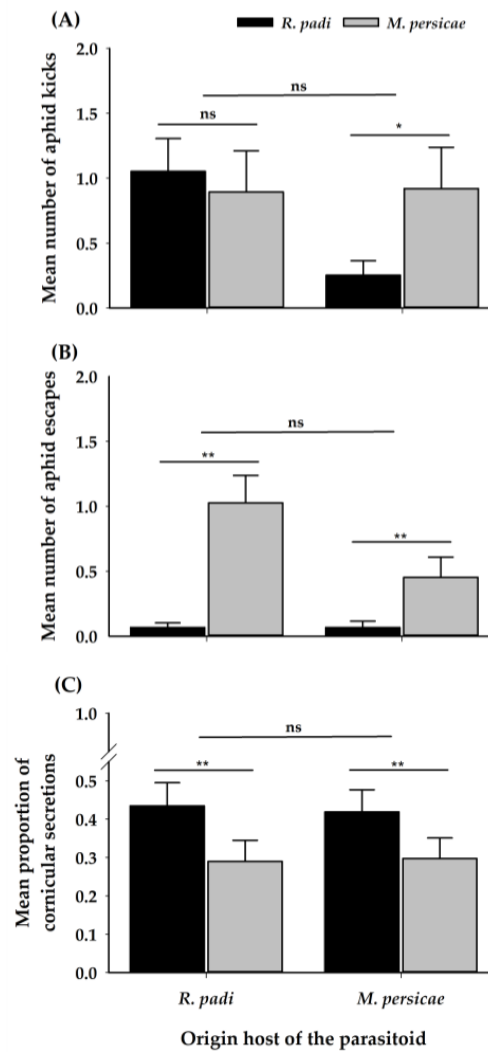 (A)
R. padi M. persicae
Mean number of aphid kicks
2.0
1.5
1.0
0.5
0.0
ns
ns
*
(B)
Mean number of aphid escapes
2.0
1.5
1.0
0.5
0.0
ns
**
**
(C)
Mean proportion of
cornicular secretions
1.0
0.5
0.4
0.3
0.2
0.1
0.0
ns
**
**
R. padi M. persicae
Origin host of the parasitoid